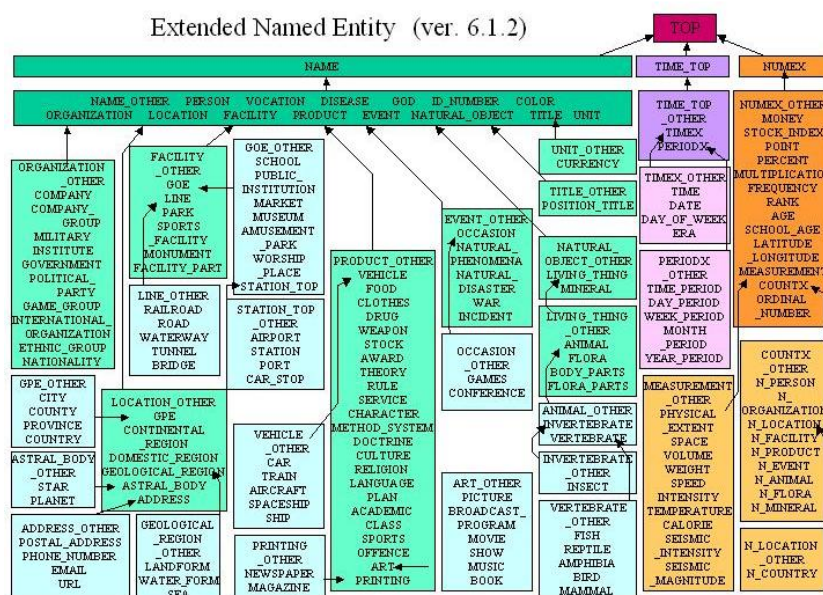 Extended Named Entity (ver. 6.1.2)
TOP
NAME
TIME_TOP
NUMEX
NAME_OTHER PERSON VOCATION DISEASE GOD ID_NUMBER COLOR
ORGANIZATION LOCATION FACILITY PRODUCT EVENT NATURAL_OBJECT TITLE UNIT
TIME_TOP
_OTHER
TIMEX
PERIODX
NUMEX_OTHER
MONEY
STOCK_INDEX
POINT
PERCENT
MULTIPLICATION
FREQUENCY
RANK
AGE
SCHOOL_AGE
LATITUDE
_LONGITUDE
MEASUREMENT
COUNTX
ORDINAL
_NUMBER
ORGANIZATION
_OTHER
COMPANY
COMPANY_
GROUP
MILITARY
INSTITUTE
GOVERNMENT
POLITICAL_
PARTY
GAME_GROUP
INTERNATIONAL_
ORGANIZATION
ETHNIC_GROUP
NATIONALITY
FACILITY
_OTHER
GOE
LINE
PARK
SPORTS
_FACILITY
MONUMENT
FACILITY_PART
GOE_OTHER
SCHOOL
PUBLIC_
INSTITUTION
MARKET
MUSEUM
AMUSEMENT
_PARK
WORSHIP
_PLACE
STATION_TOP
UNIT_OTHER
CURRENCY
TITLE_OTHER
POSITION_TITLE
TIMEX_OTHER
TIME
DATE
DAY_OF_WEEK
ERA
EVENT_OTHER
OCCASION
NATURAL_
PHENOMENA
NATURAL_
DISASTER
WAR
INCIDENT
NATURAL_
OBJECT_OTHER
LIVING_THING
MINERAL
PERIODX
_OTHER
TIME_PERIOD
DAY_PERIOD
WEEK_PERIOD
MONTH
_PERIOD
YEAR_PERIOD
PRODUCT_OTHER
VEHICLE
FOOD
CLOTHES
DRUG
WEAPON
STOCK
AWARD
THEORY
RULE
SERVICE
CHARACTER
METHOD_SYSTEM
DOCTRINE
CULTURE
RELIGION
LANGUAGE
PLAN
ACADEMIC
CLASS
SPORTS
OFFENCE
ART
PRINTING
LINE_OTHER
RAILROAD
ROAD
WATERWAY
TUNNEL
BRIDGE
STATION_TOP
_OTHER
AIRPORT
STATION
PORT
CAR_STOP
LIVING_THING
_OTHER
ANIMAL
FLORA
BODY_PARTS
FLORA_PARTS
OCCASION
_OTHER
GAMES
CONFERENCE
COUNTX
_OTHER
N_PERSON
N_
ORGANIZATION
N_LOCATION
N_FACILITY
N_PRODUCT
N_EVENT
N_ANIMAL
N_FLORA
N_MINERAL
GPE_OTHER
CITY
COUNTY
PROVINCE
COUNTRY
LOCATION_OTHER
GPE
CONTINENTAL
_REGION
DOMESTIC_REGION
GEOLOGICAL_REGION
ASTRAL_BODY
ADDRESS
MEASUREMENT
_OTHER
PHYSICAL
_EXTENT
SPACE
VOLUME
WEIGHT
SPEED
INTENSITY
TEMPERATURE
CALORIE
SEISMIC
_INTENSITY
SEISMIC
_MAGNITUDE
VEHICLE
_OTHER
CAR
TRAIN
AIRCRAFT
SPACESHIP
SHIP
ANIMAL_OTHER
INVERTEBRATE
VERTEBRATE
ASTRAL_BODY
_OTHER
STAR
PLANET
INVERTEBRATE
_OTHER
INSECT
ART_OTHER
PICTURE
BROADCAST_
PROGRAM
MOVIE
SHOW
MUSIC
BOOK
ADDRESS_OTHER
POSTAL_ADDRESS
PHONE_NUMBER
EMAIL
URL
GEOLOGICAL
_REGION
_OTHER
LANDFORM
WATER_FORM
SEA
PRINTING
_OTHER
NEWSPAPER
MAGAZINE
VERTEBRATE
_OTHER
FISH
REPTILE
AMPHIBIA
BIRD
MAMMAL
N_LOCATION
_OTHER
N_COUNTRY